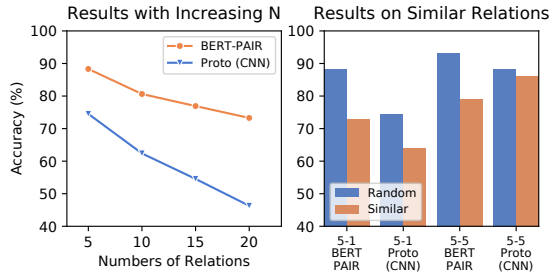 Results with Increasing N
100
90
80
70
60
50
40
Accuracy (%)
BERT-PAIR
Proto (CNN)
5 10 15 20
Numbers of Relations
Results on Similar Relations
100
90
80
70
60
50
40
Random
Similar
5-1 5-1 5-5 5-5
BERT Proto BERT Proto
PAIR (CNN) PAIR (CNN)